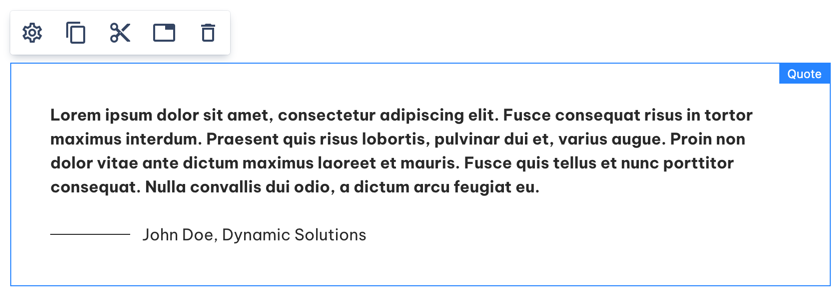 Quote
Lorem ipsum dolor sit amet, consectetur adipiscing elit. Fusce consequat risus in tortor
maximus interdum. Praesent quis risus lobortis, pulvinar dui et, varius augue. Proin non
dolor vitae ante dictum maximus laoreet et mauris. Fusce quis tellus et nunc porttitor
consequat. Nulla convallis dui odio, a dictum arcu feugiat eu.
John Doe, Dynamic Solutions